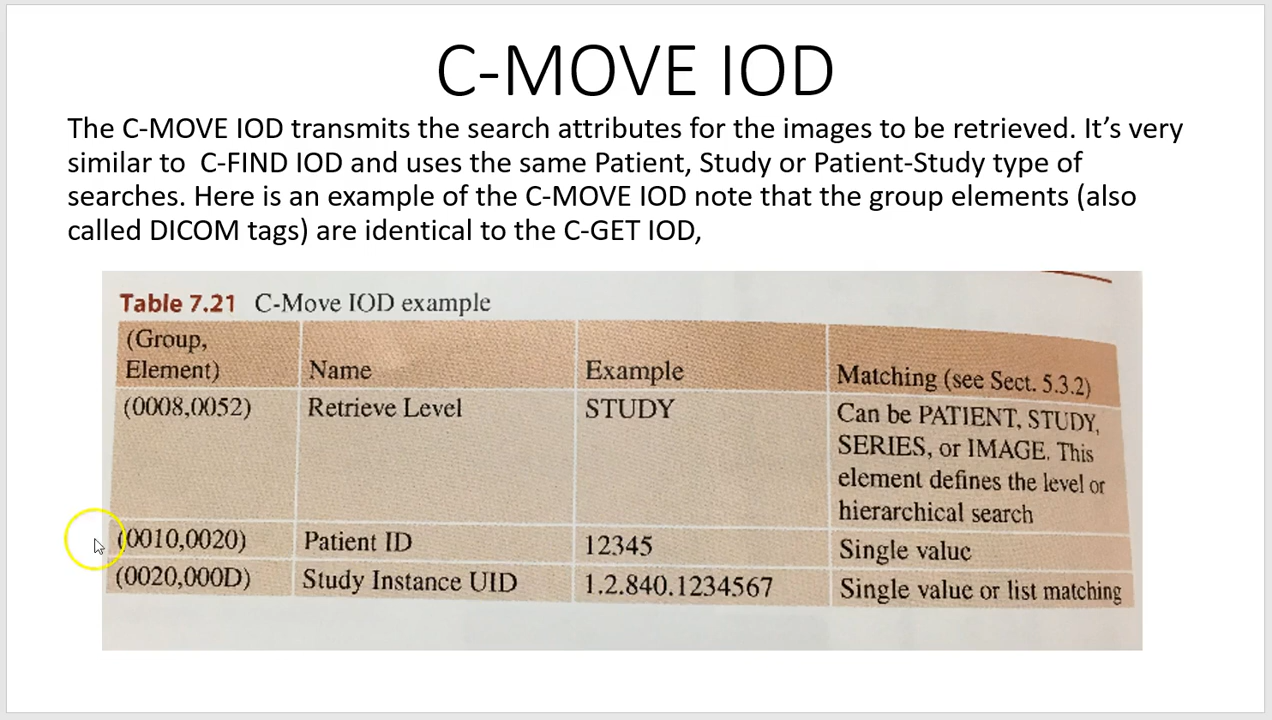 C-MOVE IOD
The C-MOVE IOD transmits the search attributes for the images to be retrieved. It’s very
similar to  C-FIND IOD and uses the same Patient, Study or Patient-Study type of
searches. Here is an example of the C-MOVE IOD note that the group elements (also
called DICOM tags) are identical to the C-GET IOD,
Table 7.21 C-Move IOD example
(Group,
Element) Name Example Matching (see Sect. 5.3.2)
(0008,0052) Retrieve Level STUDY Can be PATIENT, STUDY,
SERIES, or IMAGE. This
element defines the level or
hierarchical search
(0010,0020) Patient ID 12345 Single value
(0020,000D) Study Instance UID 1.2.840.1234567 Single value or list matching